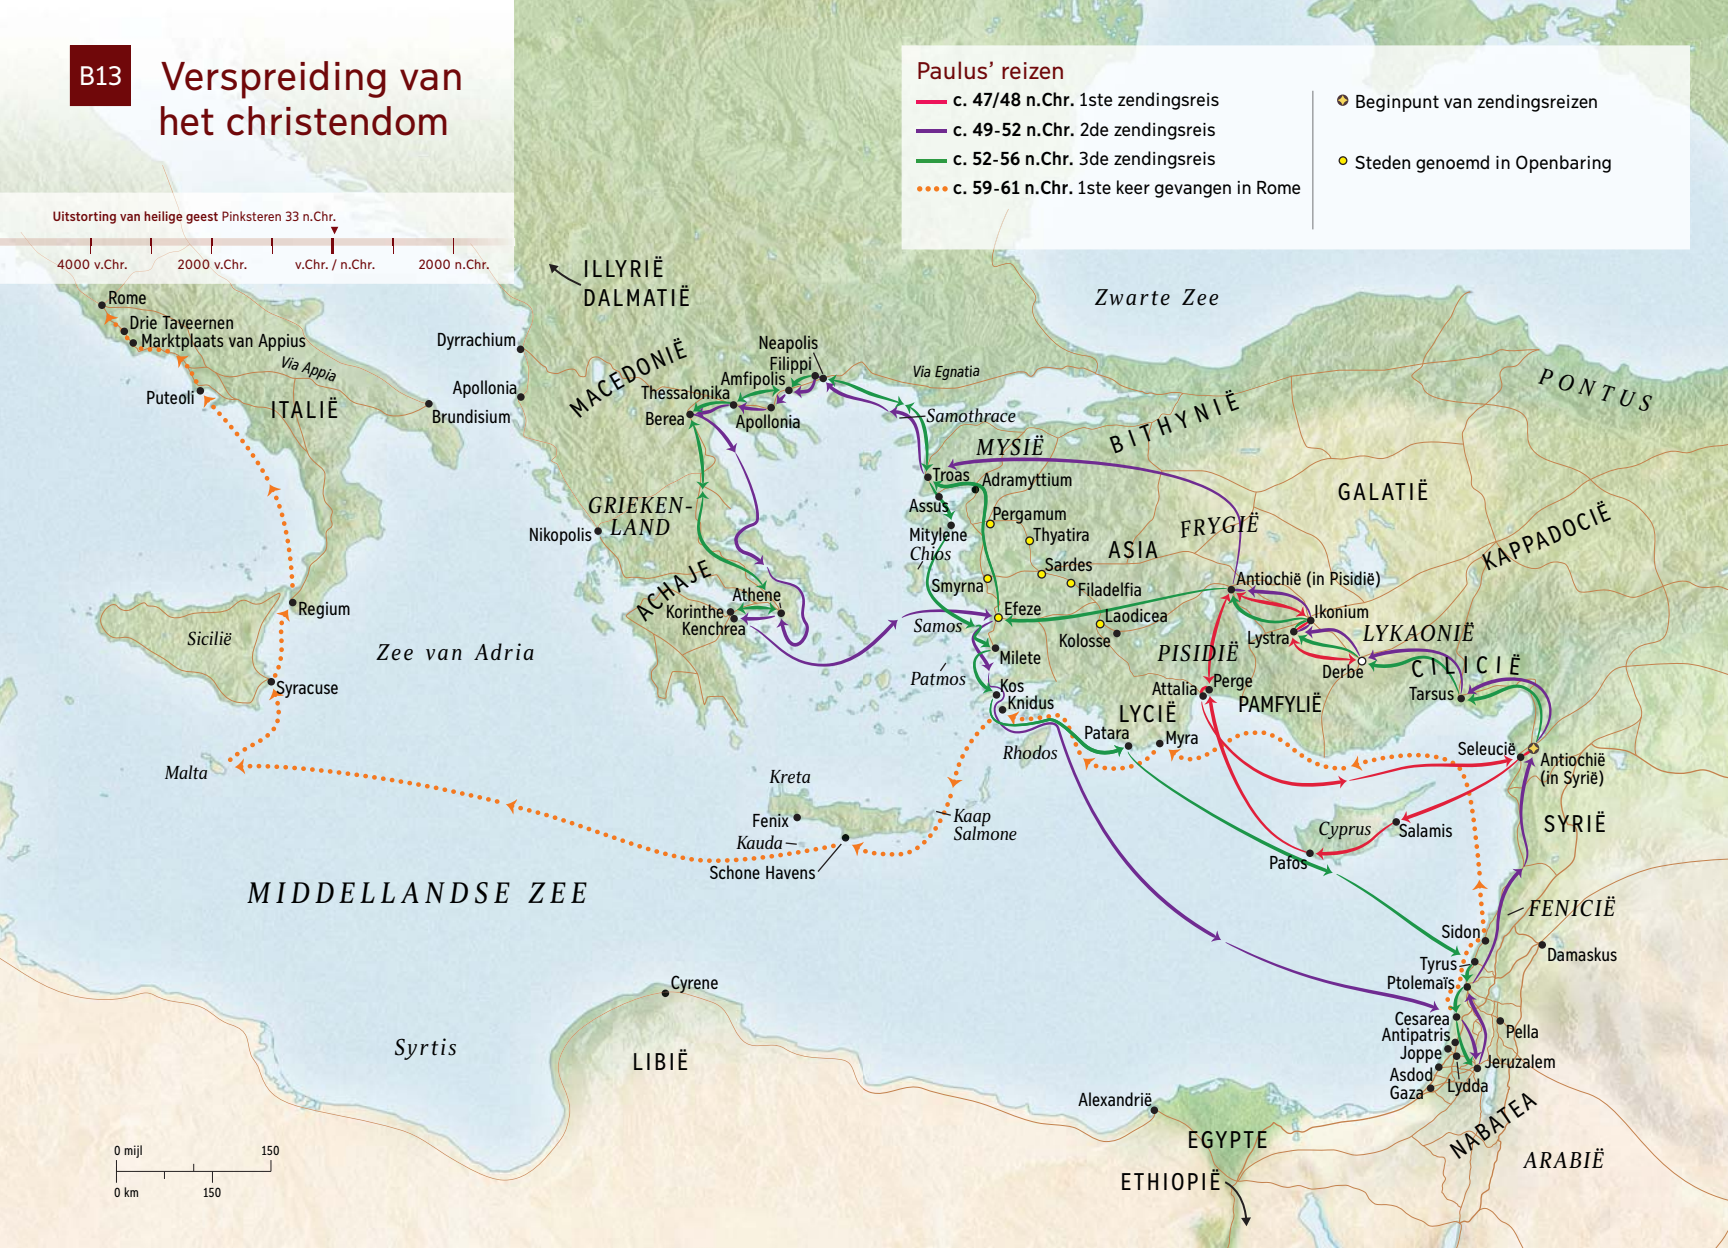 B13
Verspreiding van
het christendom
Uitstorting van heilige geest Pinksteren 33 n.Chr.
4000 v.Chr.
2000 v.Chr.
v.Chr. / n.Chr.
2000 n.Chr.
Paulus’ reizen
c. 47/48 n.Chr. 1ste zendingsreis
c. 49-52 n.Chr. 2de zendingsreis
c. 52-56 n.Chr. 3de zendingsreis
c. 59-61 n.Chr. 1ste keer gevangen in Rome
Beginpunt van zendingsreizen
Steden genoemd in Openbaring
ILLYRIË
DALMATIË
Zwarte Zee
Rome
Drie Taveernen
Marktplaats van Appius
Via Appia
Puteoli
ITALIË
Brundisium
Dyrrachium
Apollonia
MACEDONIË
Neapolis
Filippi
Amfipolis
Thessalonika
Berea
Apollonia
Via Egnatia
Samothrace
PONTUS
BITHYNIË
MYSIË
Troas
Adramyttium
Assus
Mitylene
Chios
Pergamum
Thyatira
Sardes
Smyrna
Filadelfia
ASIA
FRYGIË
GALATIË
KAPPADOCIË
GRIEKEN-
LAND
Nikopolis
ACHAJE
Athene
Korinthe
Kenchrea
Samos
Efeze
Laodicea
Kolosse
Milete
Patmos
Kos
Knidus
Rhodos
Antiochië (in Pisidië)
Ikonium
Lystra
LYKAONIË
Derbe
PISIDIË
CILICIË
Tarsus
Attalia
Perge
PAMFYLIË
LYCIË
Patara
Myra
Seleucië
Antiochië
(in Syrië)
SYRIË
Cyprus
Salamis
Pafos
Regium
Sicilië
Syracuse
Zee van Adria
Malta
Kreta
Fenix
Kauda
Schone Havens
Kaap
Salmone
MIDDELLANDSE ZEE
FENICIË
Sidon
Damaskus
Tyrus
Ptolemaïs
Cesarea
Antipatris
Joppe
Pella
Jeruzalem
Asdod
Lydda
Gaza
Cyrene
Syrtis
LIBIË
Alexandrië
EGYPTE
ETHIOPIË
NABATEA
ARABIË
0 mijl
150
0 km
150